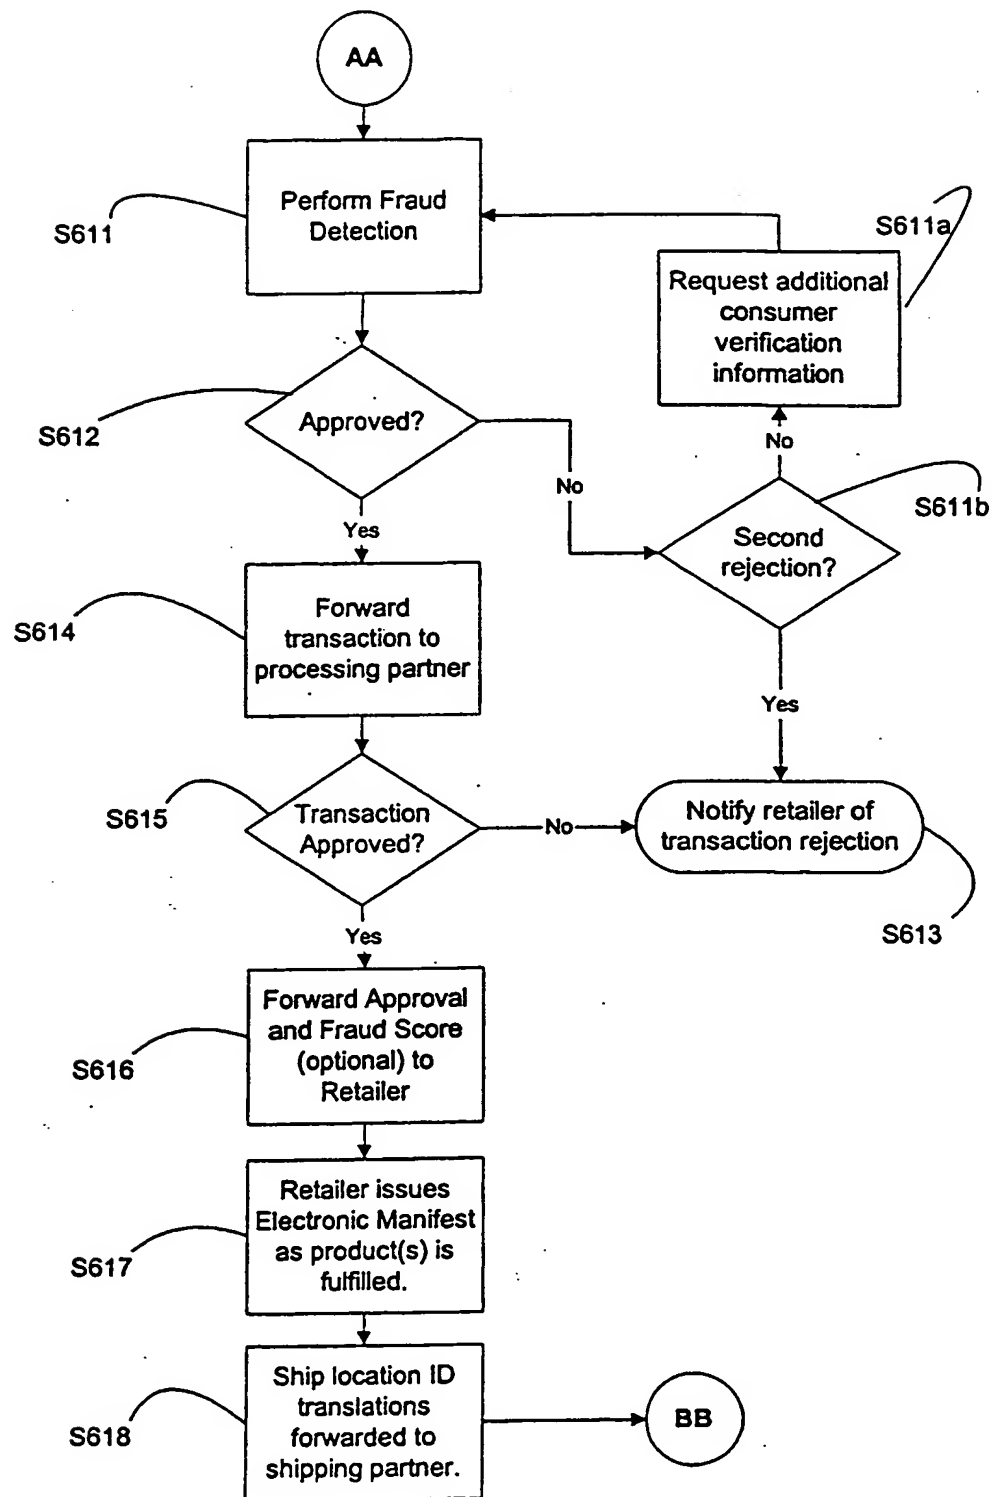 AA
Perform Fraud
Detection
S611
S611a
Request additional
consumer
verification
information
Approved?
S612
No
No
S611b
Second
rejection?
Yes
Forward
transaction to
processing partner
S614
Yes
Transaction
Approved?
S615
No
Notify retailer of
transaction rejection
S613
Yes
Forward Approval
and Fraud Score
(optional) to
Retailer
S616
Retailer issues
Electronic Manifest
as product(s) is
fulfilled.
S617
Ship location ID
translations
forwarded to
shipping partner.
S618
BB